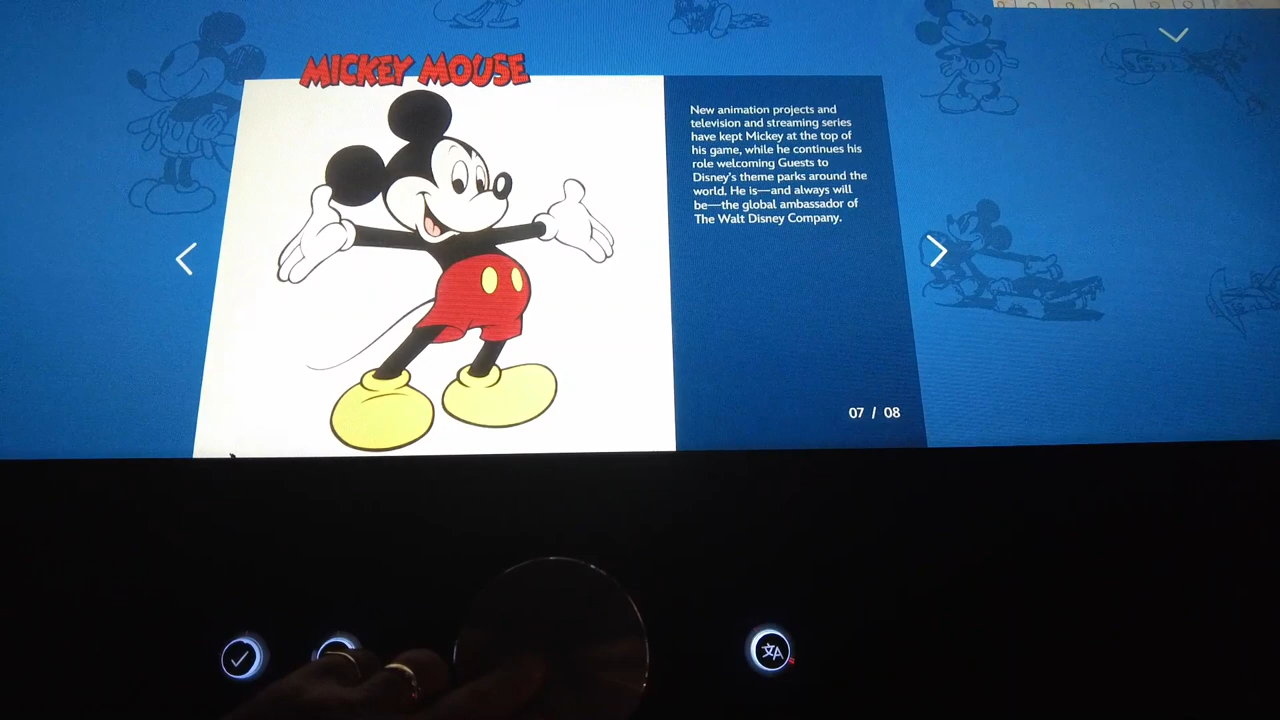 MICKEY MOUSE
New animation projects and
television and streaming series
have kept Mickey at the top of
his game, while he continues his
role welcoming Guests to
Disney's theme parks around the
world. He is—and always will
be—the global ambassador of
The Walt Disney Company.
07 / 08
文A